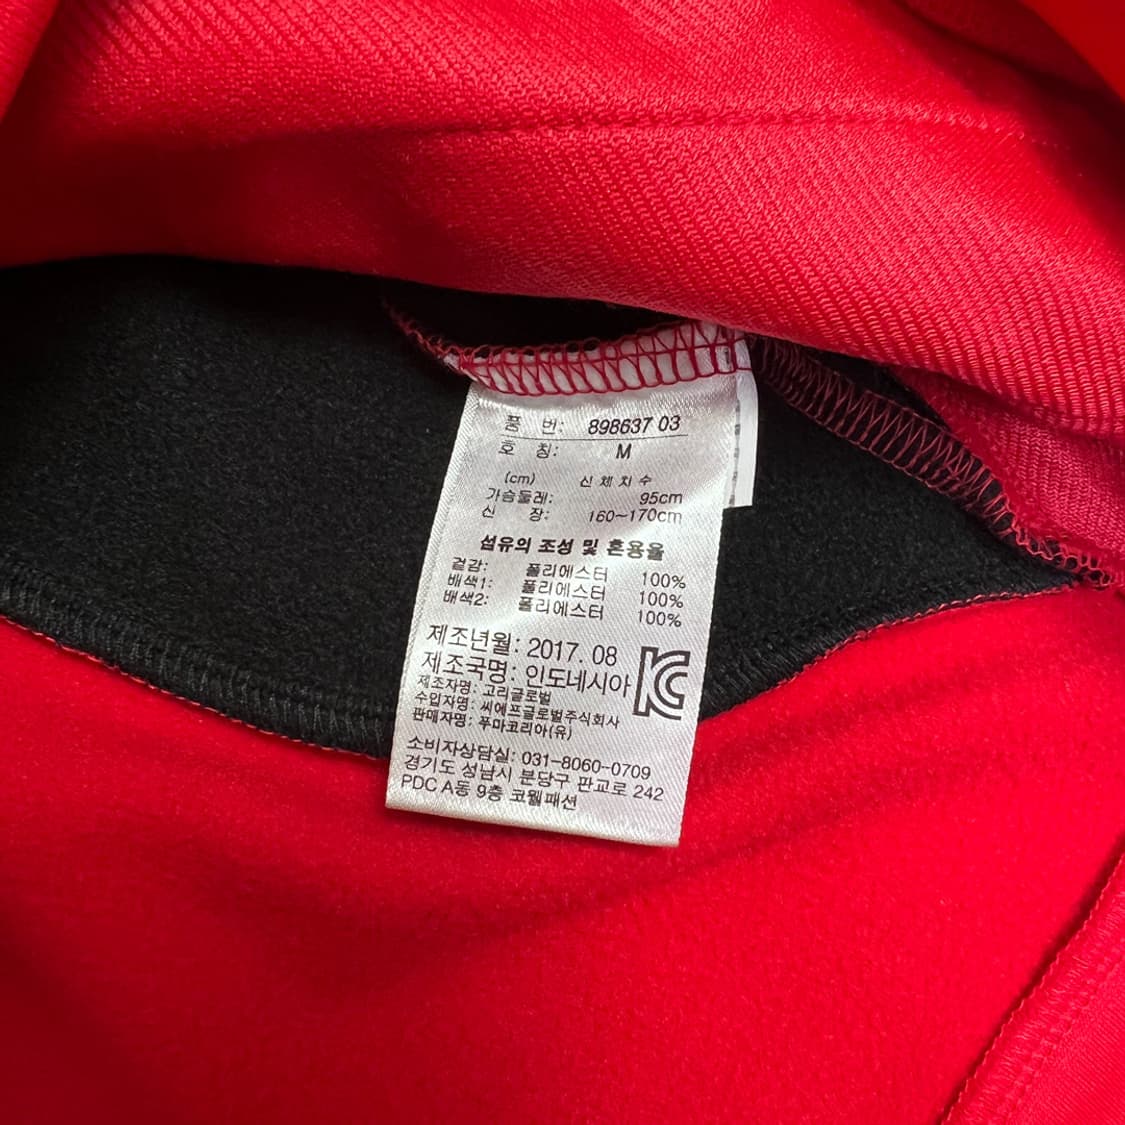 품 번: 898637 03
호 칭: M
(cm) 신 체 치 수
가슴둘레: 95cm
신 장: 160~170cm
섬유의 조성 및 혼용율
겉감: 폴리에스터 100%
배색1: 폴리에스터 100%
배색2: 폴리에스터 100%
제조년월: 2017. 08
제조국명: 인도네시아
제조자명: 고리글로벌
수입자명: 씨에프글로벌주식회사
판매자명: 푸마코리아(유)
KC
소비자상담실: 031-8060-0709
경기도 성남시 분당구 판교로 242
PDC A동 9층 코웰패션